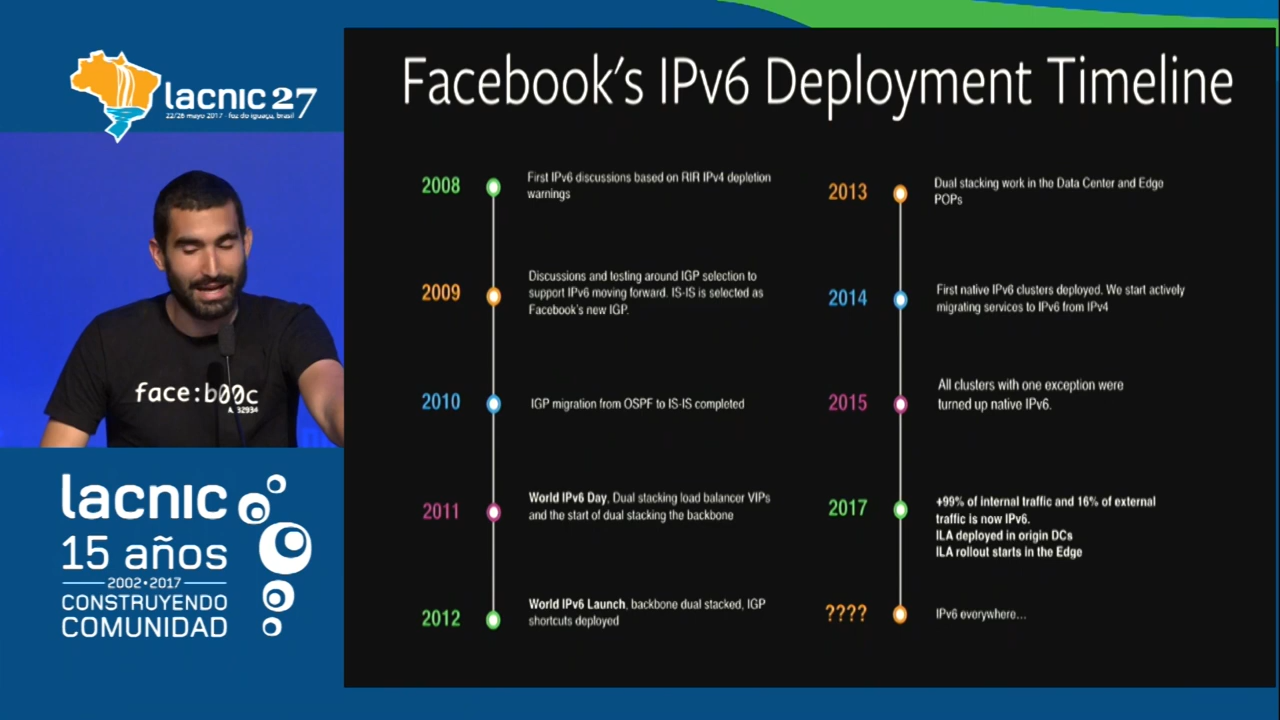 lacnic 27
22/26 mayo 2017 - foz do iguaçu, brasil
face:b00c
AS32934
lacnic
15 años
2002•2017
CONSTRUYENDO
COMUNIDAD
Facebook's IPv6 Deployment Timeline
2008
First IPv6 discussions based on RIR IPv4 depletion
warnings
2009
Discussions and testing around IGP selection to
support IPv6 moving forward. IS-IS is selected as
Facebook's new IGP.
2010
IGP migration from OSPF to IS-IS completed
2011
World IPv6 Day, Dual stacking load balancer VIPs
and the start of dual stacking the backbone
2012
World IPv6 Launch, backbone dual stacked, IGP
shortcuts deployed
2013
Dual stacking work in the Data Center and Edge
POPs
2014
First native IPv6 clusters deployed. We start actively
migrating services to IPv6 from IPv4
2015
All clusters with one exception were
turned up native IPv6.
2017
+99% of internal traffic and 16% of external
traffic is now IPv6.
ILA deployed in origin DCs
ILA rollout starts in the Edge
????
IPv6 everywhere...